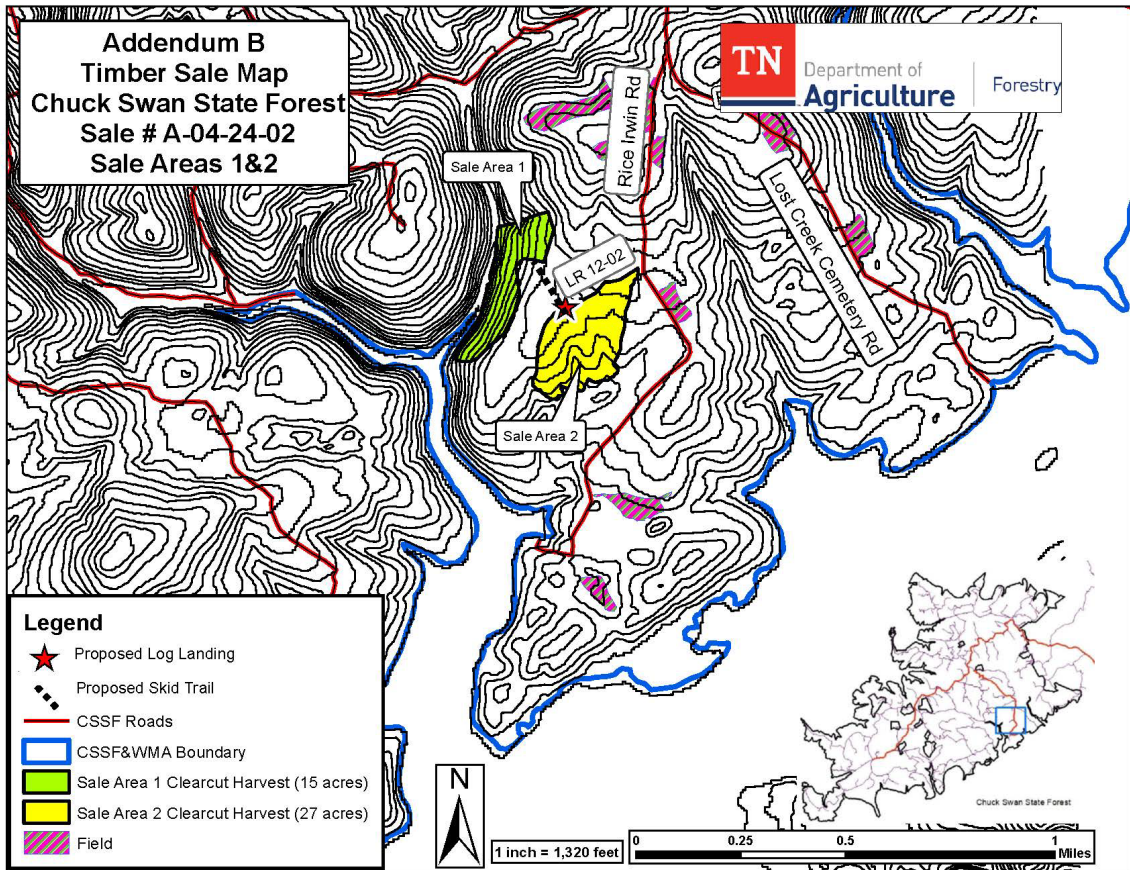 Addendum B
Timber Sale Map
Chuck Swan State Forest
Sale # A-04-24-02
Sale Areas 1&2
TN
Department of
Agriculture
Forestry
Rice Irwin Rd
Sale Area 1
Lost Creek Cemetery Rd
LR 12-02
Sale Area 2
Legend
Proposed Log Landing
Proposed Skid Trail
CSSF Roads
CSSF&WMA Boundary
Sale Area 1 Clearcut Harvest (15 acres)
Sale Area 2 Clearcut Harvest (27 acres)
Field
N
1 inch = 1,320 feet
Chuck Swan State Forest
0 0.25 0.5 1
Miles